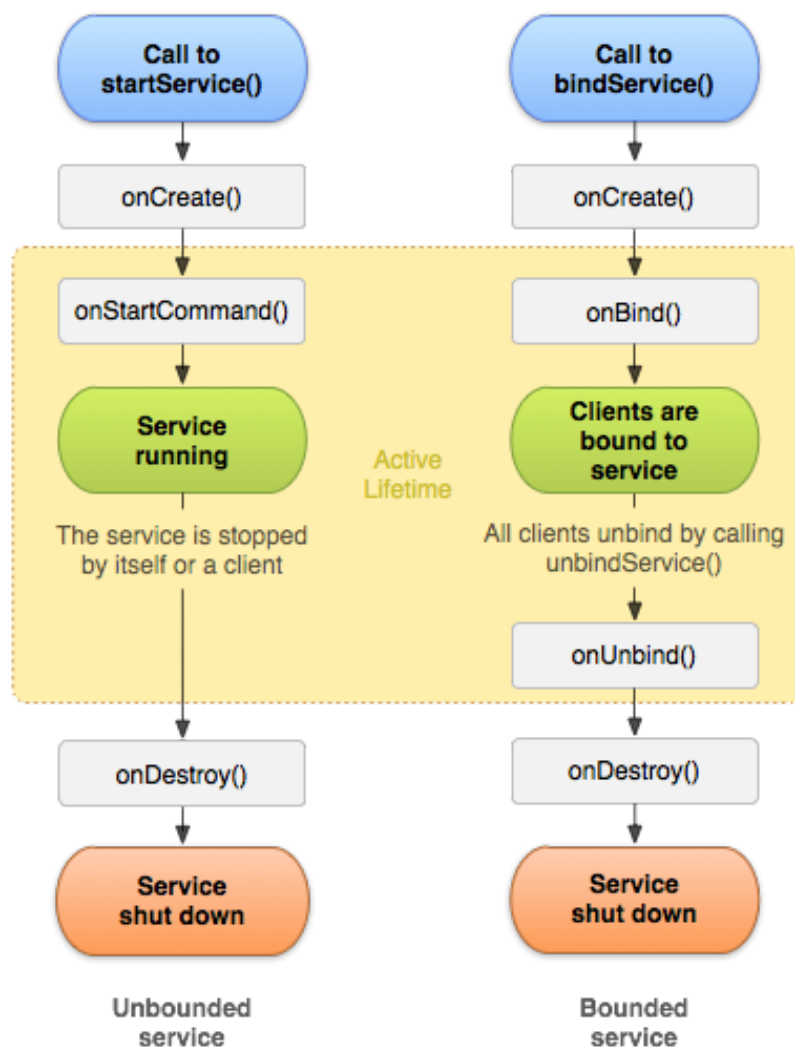 Call to
startService()
onCreate()
onStartCommand()
Service
running
The service is stopped
by itself or a client
onDestroy()
Service
shut down
Unbounded
service
Active
Lifetime
Call to
bindService()
onCreate()
onBind()
Clients are
bound to
service
All clients unbind by calling
unbindService()
onUnbind()
onDestroy()
Service
shut down
Bounded
service